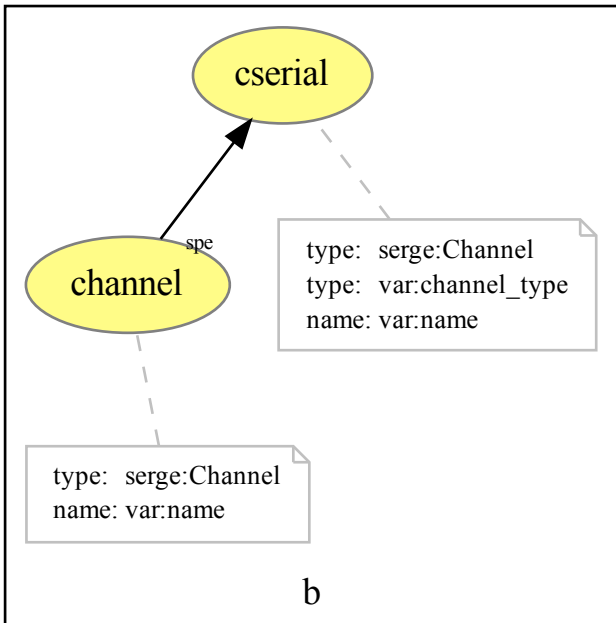 cserial
spe
channel
type: serge:Channel
type: var:channel_type
name: var:name
type: serge:Channel
name: var:name
b